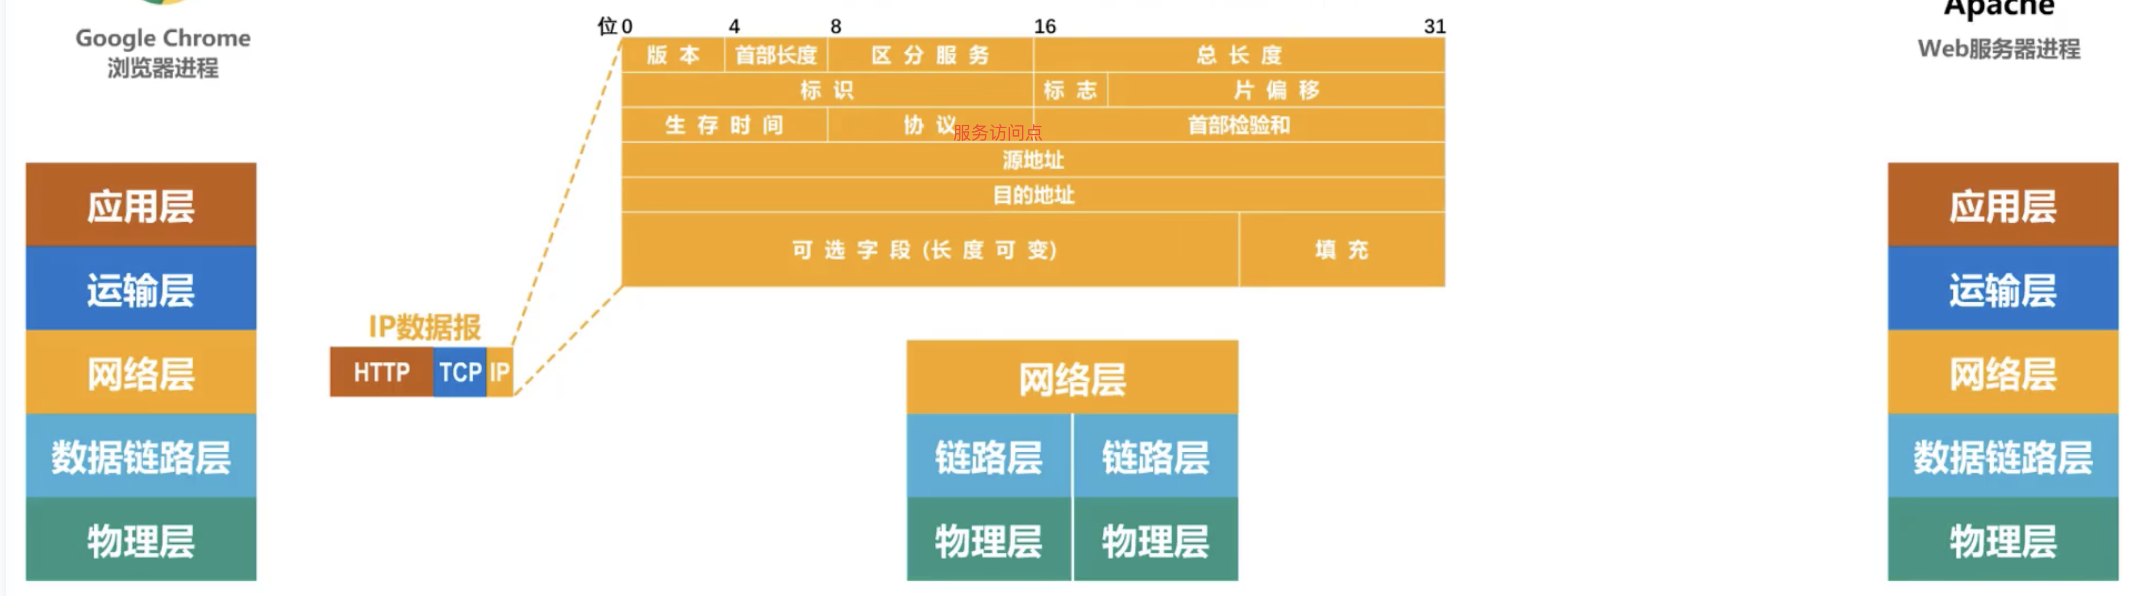 Google Chrome
浏览器进程
Apache
Web服务器进程
位 0 4 8 16 31
版 本 首部长度 区 分 服 务 总 长 度
标 识 标 志 片 偏 移
生 存 时 间 协 议 服务访问点 首部检验和
源地址
目的地址
可 选 字 段 (长 度 可 变) 填 充
IP数据报
HTTP TCP IP
应用层
运输层
网络层
数据链路层
物理层
网络层
链路层 链路层
物理层 物理层
应用层
运输层
网络层
数据链路层
物理层